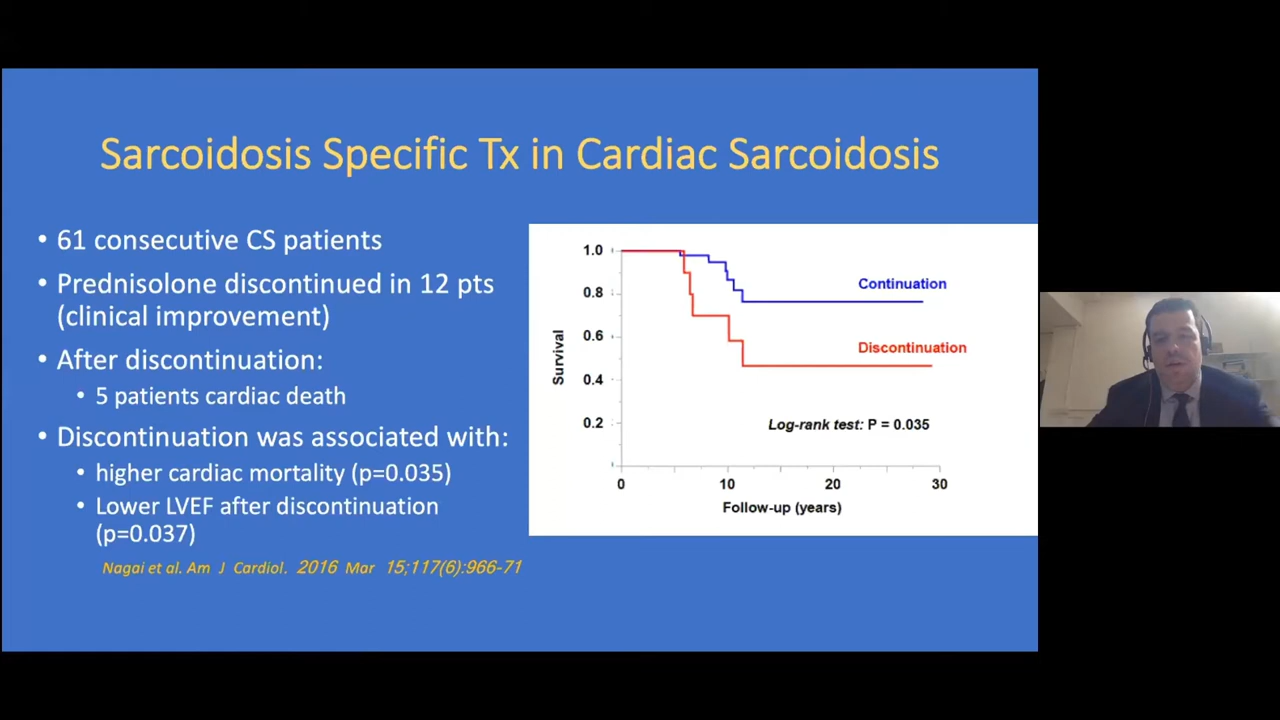 Sarcoidosis Specific Tx in Cardiac Sarcoidosis
• 61 consecutive CS patients
• Prednisolone discontinued in 12 pts
(clinical improvement)
• After discontinuation:
• 5 patients cardiac death
• Discontinuation was associated with:
• higher cardiac mortality (p=0.035)
• Lower LVEF after discontinuation
(p=0.037)
Nagai et al. Am J Cardiol. 2016 Mar 15;117(6):966-71
1.0
0.8
0.6
0.4
0.2
Survival
Continuation
Discontinuation
Log-rank test: P = 0.035
0 10 20 30
Follow-up (years)